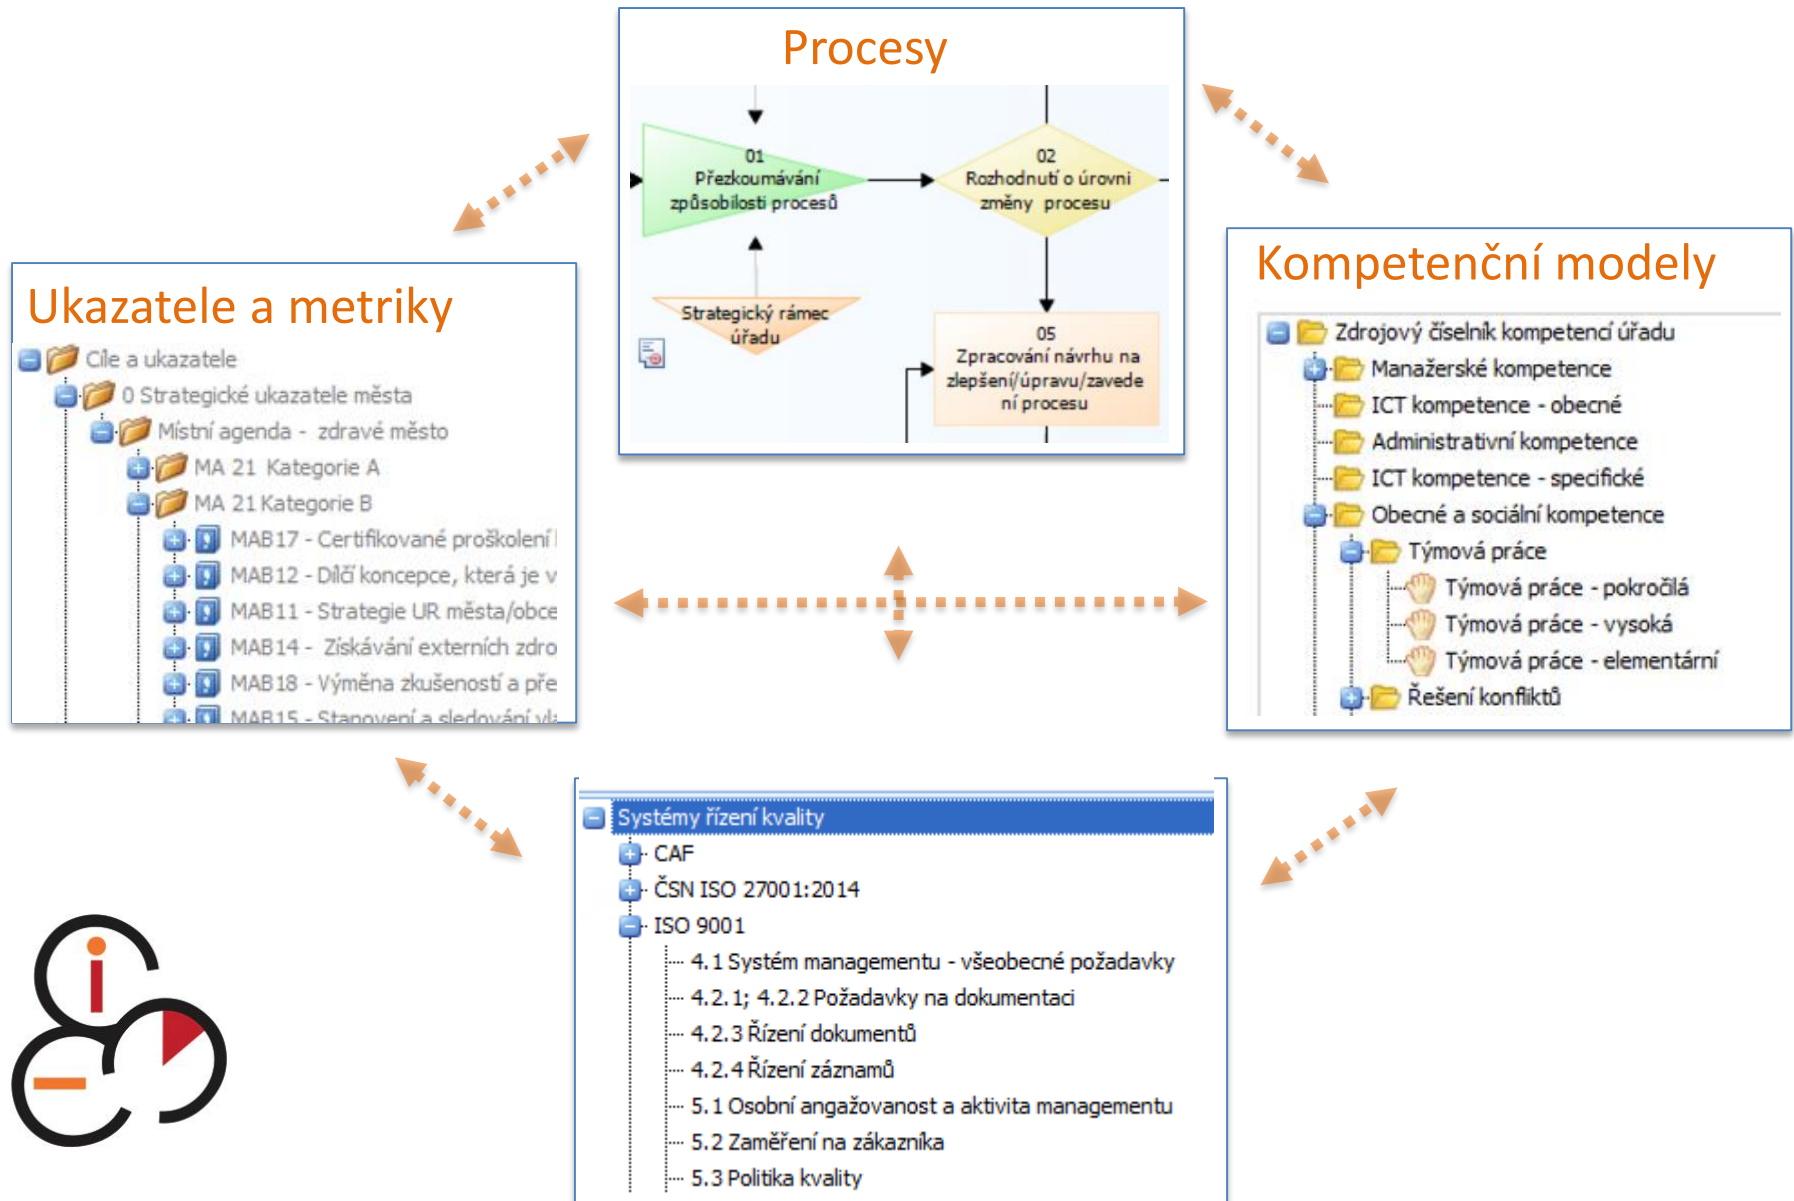 Procesy
01
Přezkoumávání
způsobilosti procesů
02
Rozhodnutí o úrovni
změny procesu
Strategický rámec
úřadu
05
Zpracování návrhu na
zlepšení/úpravu/zavede
ní procesu
Ukazatele a metriky
Cíle a ukazatele
0 Strategické ukazatele města
Místní agenda - zdravé město
MA 21 Kategorie A
MA 21 Kategorie B
MAB17 - Certifikované proškolení
MAB12 - Dílčí koncepce, která je v
MAB11 - Strategie UR města/obce
MAB14 - Získávání externích zdro
MAB18 - Výměna zkušeností a pře
MAB15 - Stanovení a sledování
Kompetenční modely
Zdrojový číselník kompetencí úřadu
Manažerské kompetence
ICT kompetence - obecné
Administrativní kompetence
ICT kompetence - specifické
Obecné a sociální kompetence
Týmová práce
Týmová práce - pokročilá
Týmová práce - vysoká
Týmová práce - elementární
Řešení konfliktů
Systémy řízení kvality
CAF
ČSN ISO 27001:2014
ISO 9001
4.1 Systém managementu - všeobecné požadavky
4.2.1; 4.2.2 Požadavky na dokumentaci
4.2.3 Řízení dokumentů
4.2.4 Řízení záznamů
5.1 Osobní angažovanost a aktivita managementu
5.2 Zaměření na zákazníka
5.3 Politika kvality